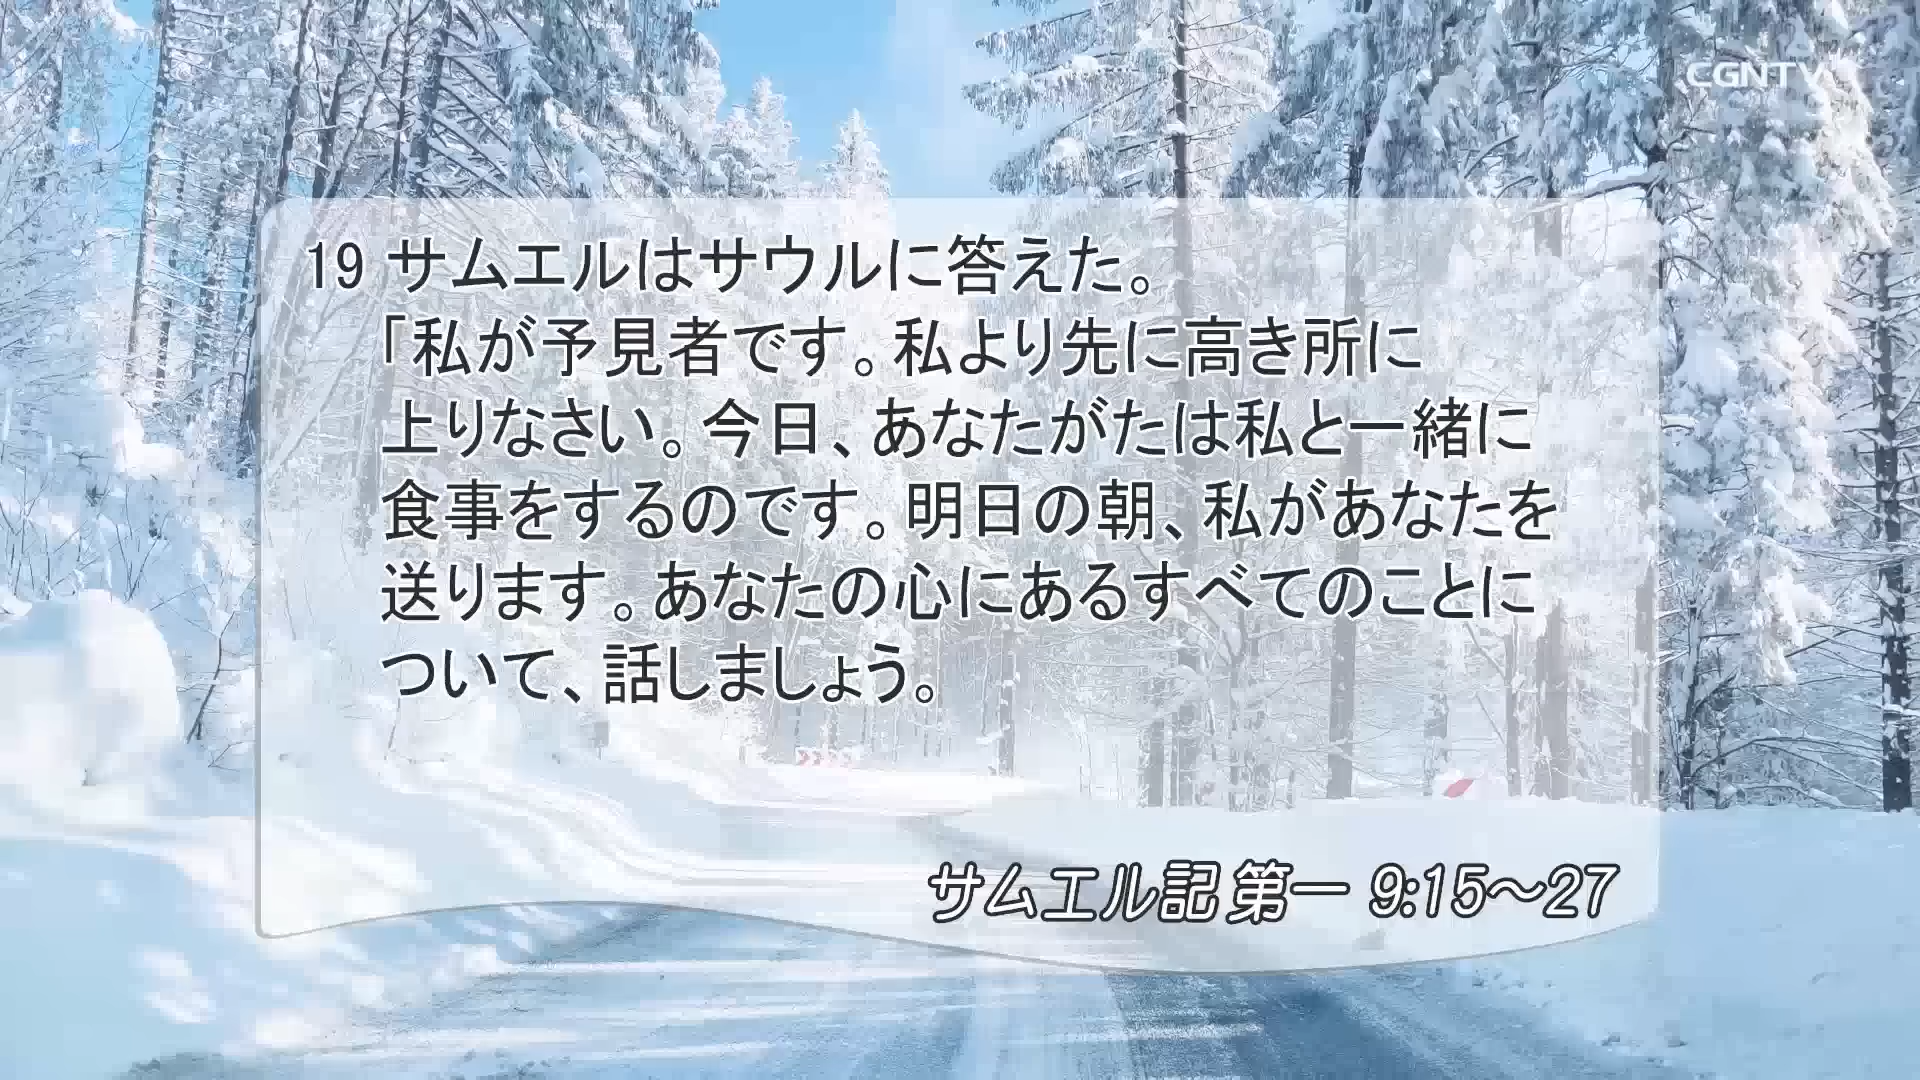 CGNTV
19 サムエルはサウルに答えた。
「私が予見者です。私より先に高き所に
上りなさい。今日、あなたがたは私と一緒に
食事をするのです。明日の朝、私があなたを
送ります。あなたの心にあるすべてのことに
ついて、話しましょう。
サムエル記 第一 9:15～27